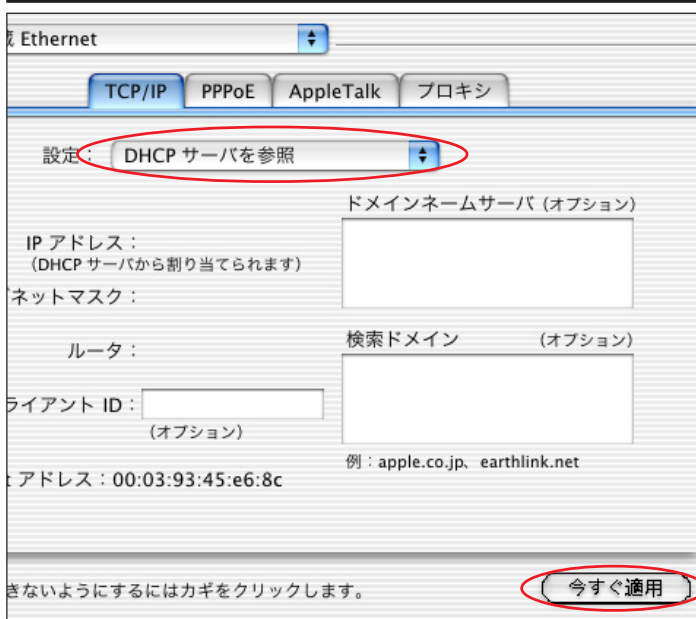 Ethernet
TCP/IP PPPoE AppleTalk プロキシ
設定： DHCP サーバを参照
ドメインネームサーバ (オプション)
IP アドレス：
(DHCP サーバから割り当てられます)
ネットマスク：
検索ドメイン (オプション)
ルータ：
ライアント ID：
(オプション)
例：apple.co.jp、earthlink.net
アドレス：00:03:93:45:e6:8c
きないようにするにはカギをクリックします。
今すぐ適用